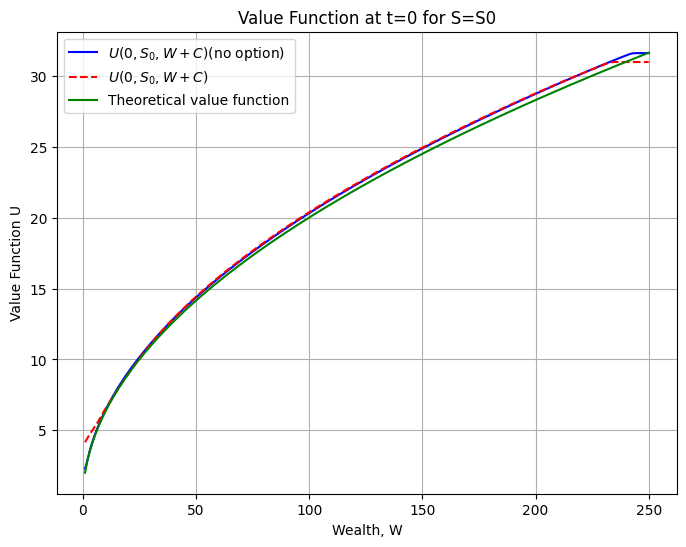 Value Function at t=0 for S=S0
U(0, S₀, W + C)(no option)
U(0, S₀, W + C)
Theoretical value function
30
25
20
15
10
5
Value Function U
0
50
100
150
200
250
Wealth, W